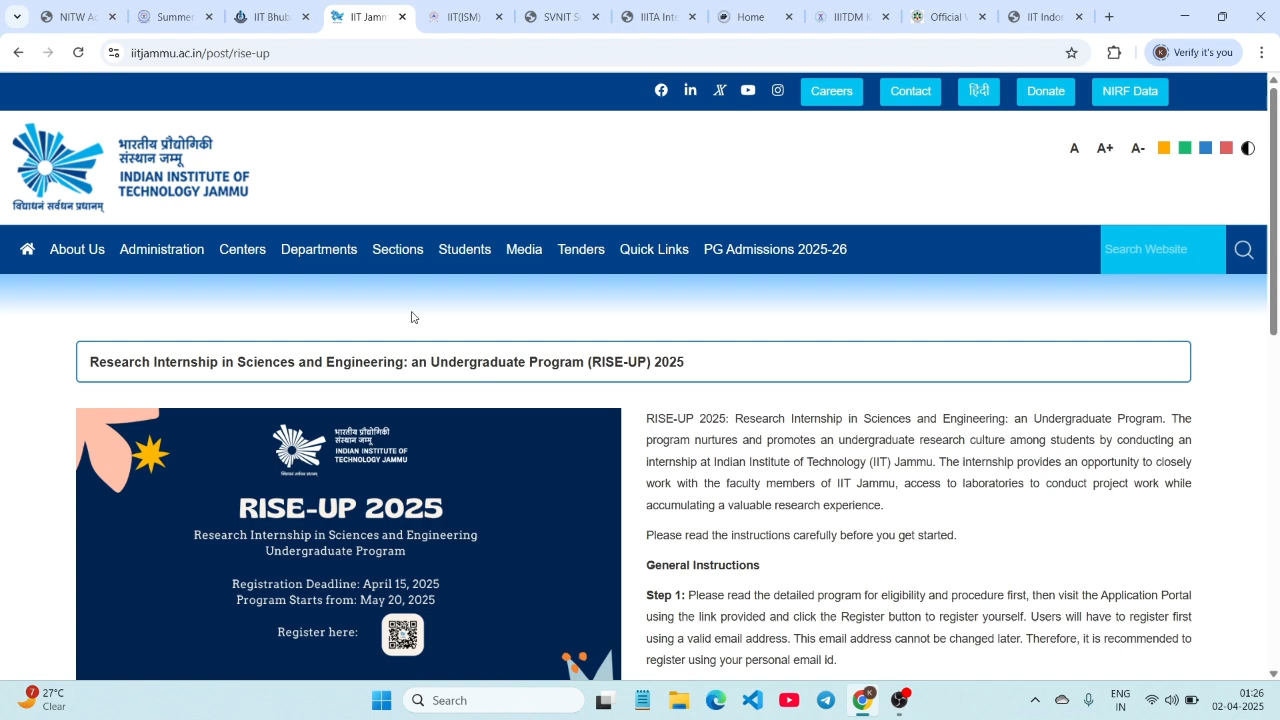 NITW
Summer
IIIT Bhu
IIT Jam
IIT(ISM)
SVNIT S
IIITA Inte
Home
IIITDM K
Official
IIT Indor
iitjammu.ac.in/post/rise-up
Verify it's you
Careers
Contact
हिंदी
Donate
NIRF Data
भारतीय प्रौद्योगिकी
संस्थान जम्मू
INDIAN INSTITUTE OF
TECHNOLOGY JAMMU
विद्याधनं सर्वधन प्रधानम्
A A+ A-
About Us Administration Centers Departments Sections Students Media Tenders Quick Links PG Admissions 2025-26
Search Website
Research Internship in Sciences and Engineering: an Undergraduate Program (RISE-UP) 2025
भारतीय प्रौद्योगिकी
संस्थान जम्मू
INDIAN INSTITUTE OF
TECHNOLOGY JAMMU
RISE-UP 2025
Research Internship in Sciences and Engineering
Undergraduate Program
Registration Deadline: April 15, 2025
Program Starts from: May 20, 2025
Register here:
RISE-UP 2025: Research Internship in Sciences and Engineering: an Undergraduate Program. The
program nurtures and promotes an undergraduate research culture among students by conducting an
internship at Indian Institute of Technology (IIT) Jammu. The internship provides an opportunity to closely
work with the faculty members of IIT Jammu, access to laboratories to conduct project work while
accumulating a valuable research experience.
Please read the instructions carefully before you get started.
General Instructions
Step 1: Please read the detailed program for eligibility and procedure first, then visit the Application Portal
using the link provided and click the Register button to register yourself. Users will have to register first
using a valid email address. This email address cannot be changed later. Therefore, it is recommended to
register using your personal email id.
7
27°C
Clear
Search
ENG
IN
01:26
02-04-2025